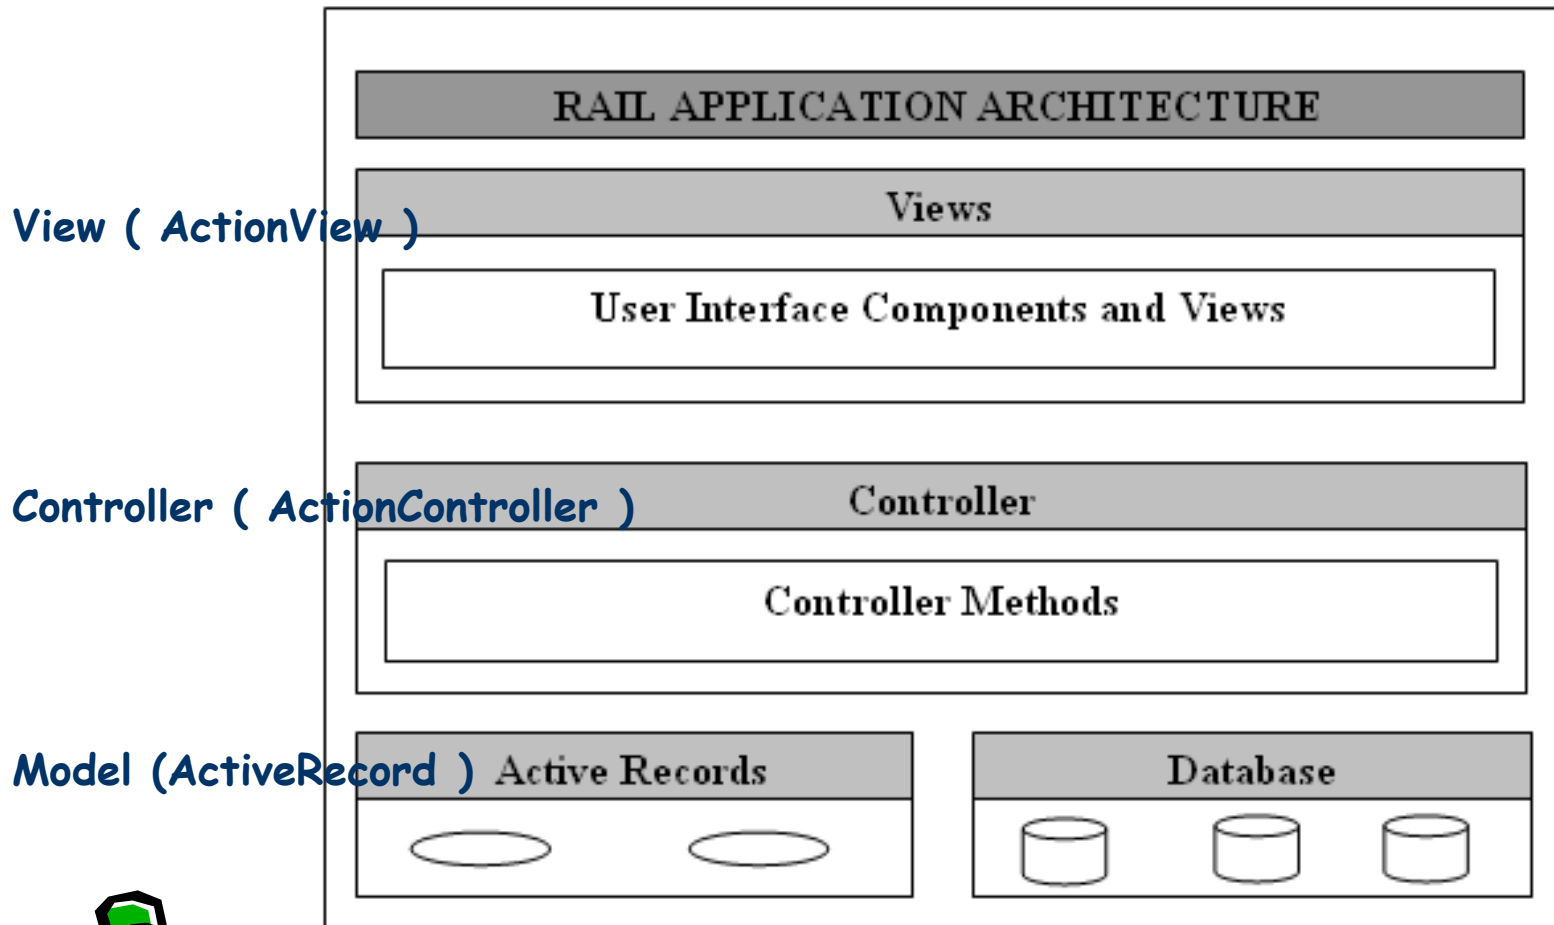 RAIL APPLICATION ARCHITECTURE
View ( ActionView )
Views
User Interface Components and Views
Controller ( ActionController )
Controller
Controller Methods
Model (ActiveRecord )
Active Records
Database